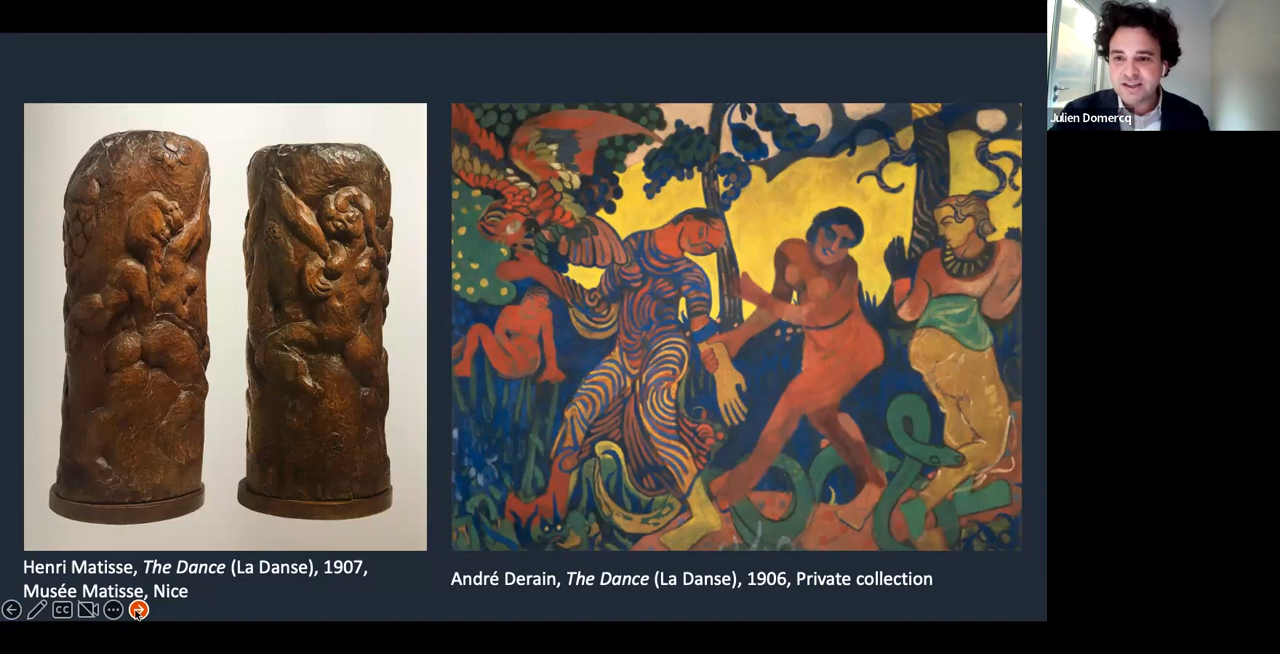 Julien Domercq
Henri Matisse, The Dance (La Danse), 1907,
Musée Matisse, Nice
André Derain, The Dance (La Danse), 1906, Private collection
CC